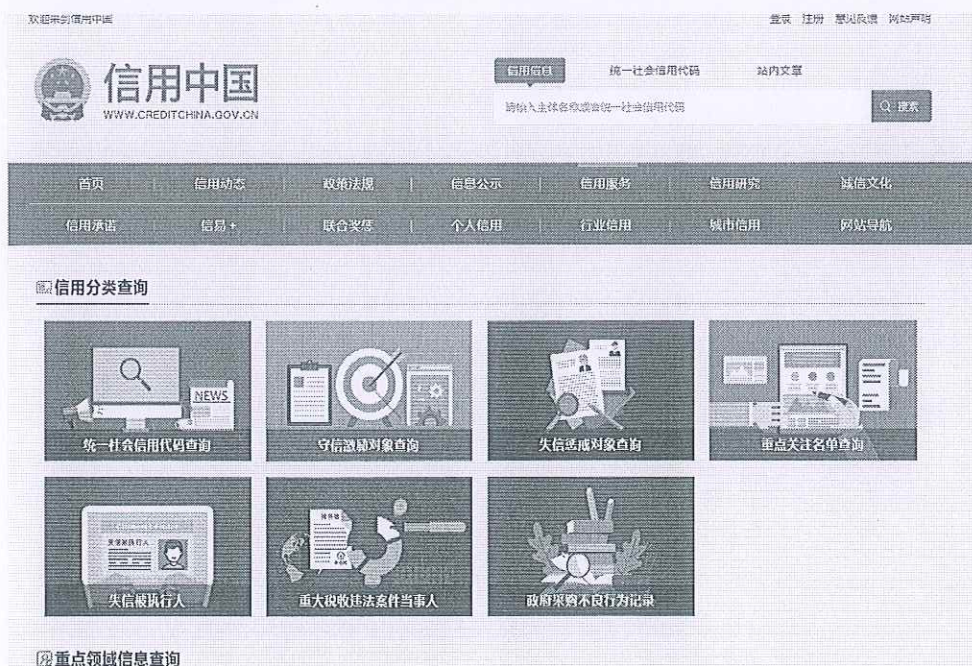 欢迎来到信用中国
登录 注册 意见反馈 网站声明
信用中国
WWW.CREDITCHINA.GOV.CN
信用信息 统一社会信用代码 站内文章
请输入主体名称或者统一社会信用代码
搜索
首页 信用动态 政策法规 信息公示 信用服务 信用研究 诚信文化
信用承诺 信易+ 联合奖惩 个人信用 行业信用 城市信用 网站导航
信用分类查询
NEWS
统一社会信用代码查询 守信激励对象查询 失信惩戒对象查询 重点关注名单查询
失信被执行人
失信被执行人 重大税收违法案件当事人 政府采购不良行为记录
重点领域信息查询